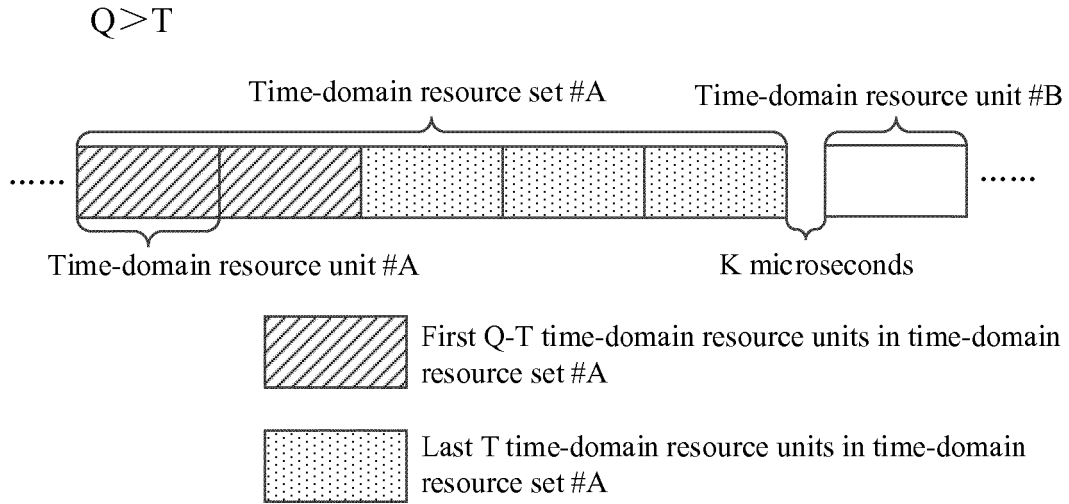 Q>T
Time-domain resource set #A
Time-domain resource unit #B
......
......
Time-domain resource unit #A
K microseconds
First Q-T time-domain resource units in time-domain
resource set #A
Last T time-domain resource units in time-domain
resource set #A